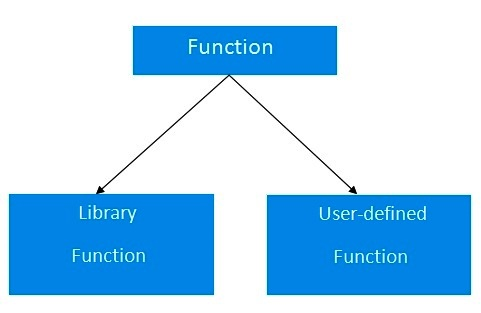 Function
Library
Function
User-defined
Function